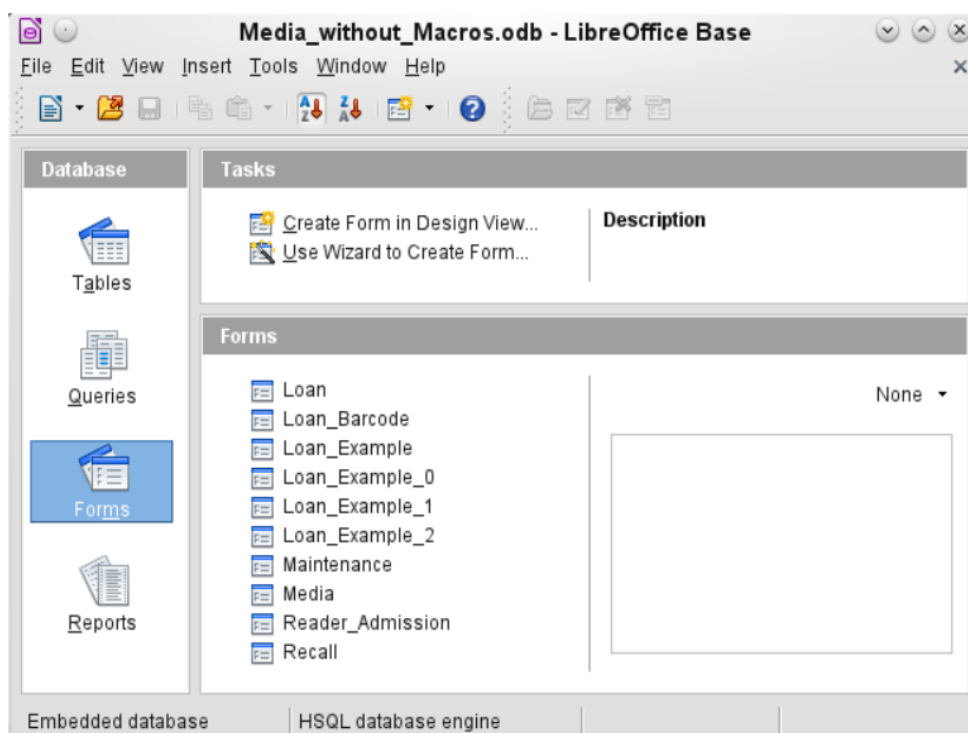 Media_without_Macros.odb - LibreOffice Base
File Edit View Insert Tools Window Help
Database
Tables
Queries
Forms
Reports
Tasks
Create Form in Design View...
Use Wizard to Create Form...
Description
Forms
Loan
Loan_Barcode
Loan_Example
Loan_Example_0
Loan_Example_1
Loan_Example_2
Maintenance
Media
Reader_Admission
Recall
None
Embedded database HSQL database engine